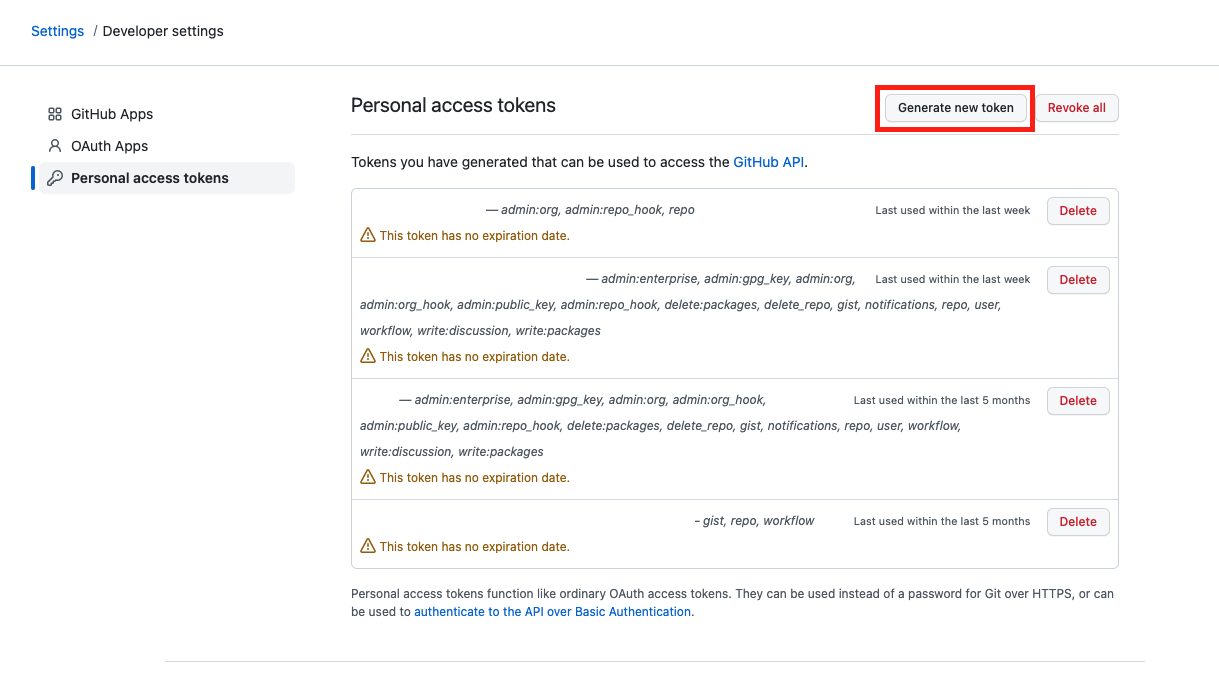 Settings / Developer settings
GitHub Apps
OAuth Apps
Personal access tokens
Personal access tokens
Generate new token
Revoke all
Tokens you have generated that can be used to access the GitHub API.
— admin:org, admin:repo_hook, repo
Last used within the last week
Delete
This token has no expiration date.
— admin:enterprise, admin:gpg_key, admin:org,
Last used within the last week
Delete
admin:org_hook, admin:public_key, admin:repo_hook, delete:packages, delete_repo, gist, notifications, repo, user,
workflow, write:discussion, write:packages
This token has no expiration date.
— admin:enterprise, admin:gpg_key, admin:org, admin:org_hook,
Last used within the last 5 months
Delete
admin:public_key, admin:repo_hook, delete:packages, delete_repo, gist, notifications, repo, user, workflow,
write:discussion, write:packages
This token has no expiration date.
– gist, repo, workflow
Last used within the last 5 months
Delete
This token has no expiration date.
Personal access tokens function like ordinary OAuth access tokens. They can be used instead of a password for Git over HTTPS, or can
be used to authenticate to the API over Basic Authentication.